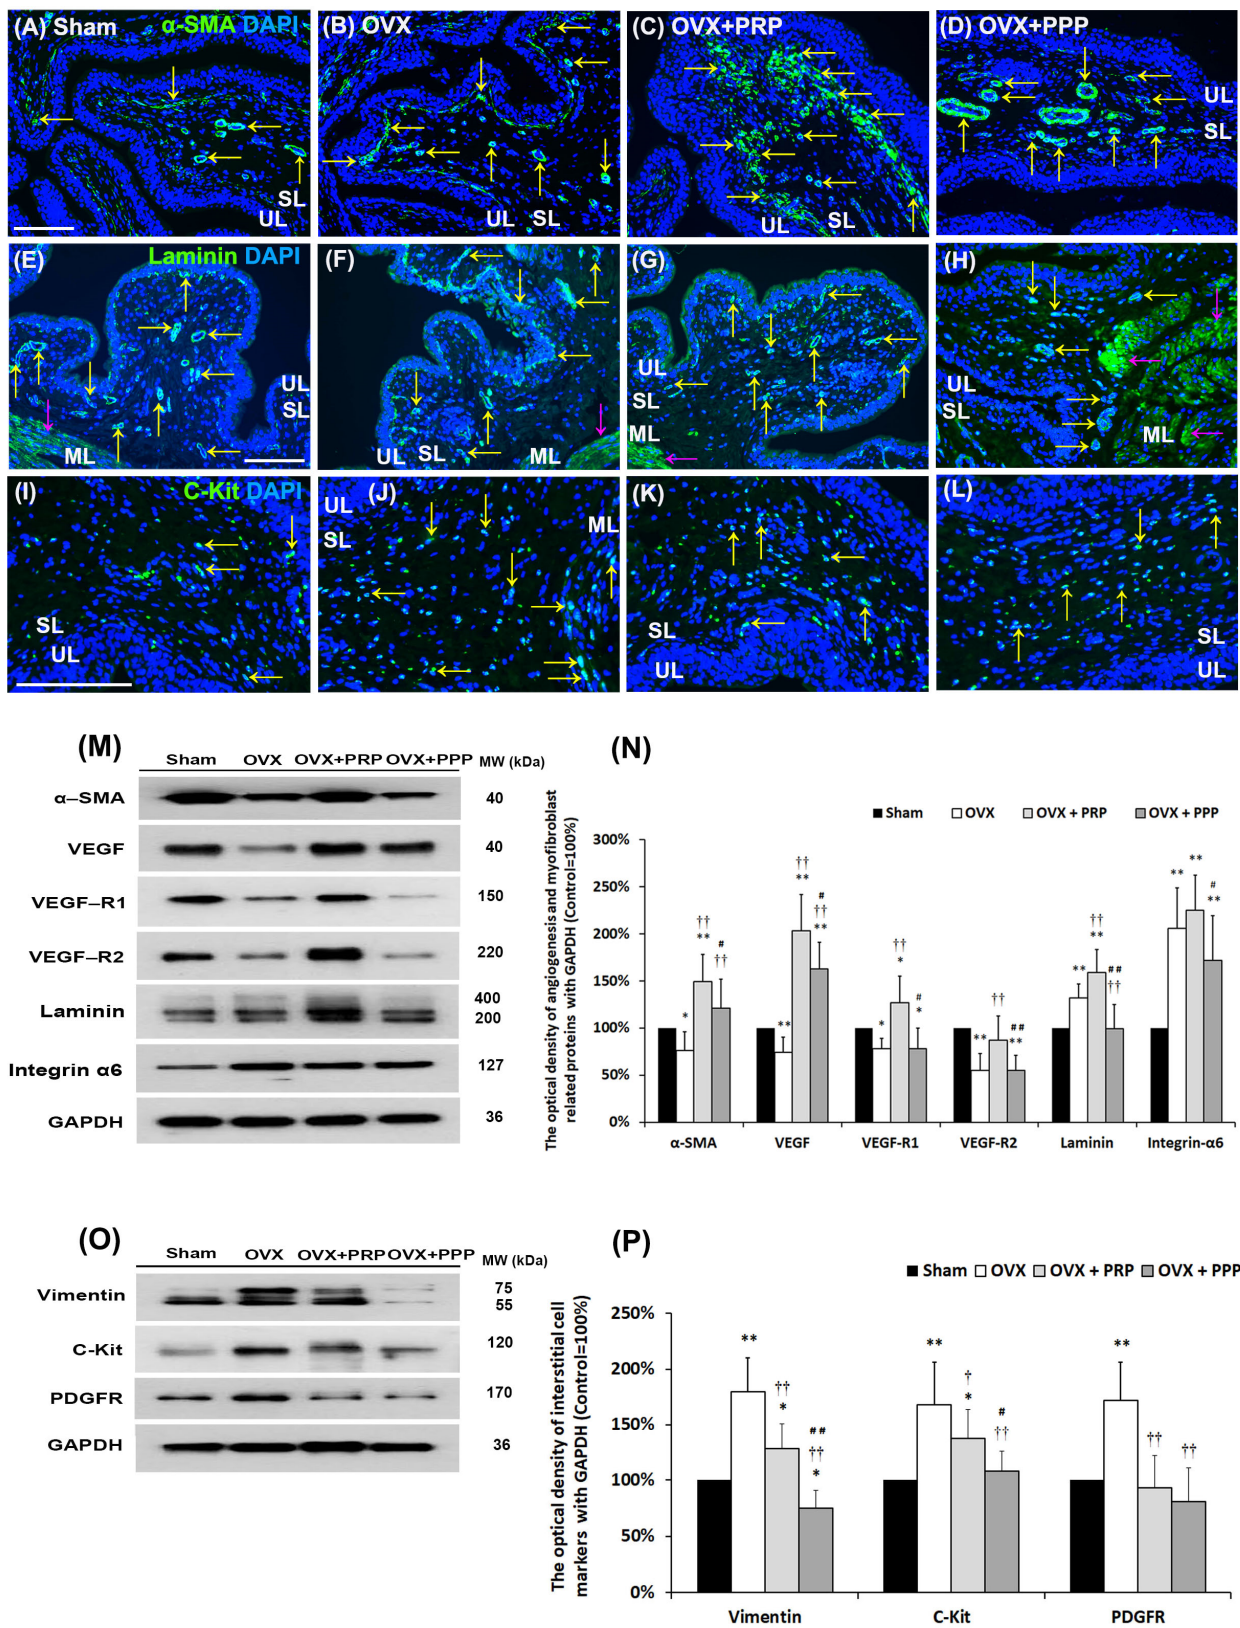 (A) Sham α-SMA DAPI
(B) OVX
(C) OVX+PRP
(D) OVX+PPP
SL
UL
UL SL
UL SL
UL
SL
(E) Laminin DAPI
(F)
(G)
(H)
UL
SL
ML
UL SL ML
UL
SL
ML
UL
SL
ML
(I) C-Kit DAPI
(J)
(K)
(L)
SL
UL
UL
SL
ML
SL
UL
SL
UL
(M)
Sham OVX OVX+PRP OVX+PPP MW (kDa)
α–SMA 40
VEGF 40
VEGF–R1 150
VEGF–R2 220
Laminin 400
200
Integrin α6 127
GAPDH 36
(N)
The optical density of angiogenesis and myofibroblast
related proteins with GAPDH (Control=100%)
Sham OVX OVX + PRP OVX + PPP
300%
250%
200%
150%
100%
50%
0%
* †† ** # ††
** †† ** # †† **
* †† * # *
** †† ## **
** †† ** ## ††
** ** # **
α-SMA VEGF VEGF-R1 VEGF-R2 Laminin Integrin-α6
(O)
Sham OVX OVX+PRP OVX+PPP MW (kDa)
Vimentin 75
55
C-Kit 120
PDGFR 170
GAPDH 36
(P)
The optical density of interstitial cell
markers with GAPDH (Control=100%)
Sham OVX OVX + PRP OVX + PPP
250%
200%
150%
100%
50%
0%
** †† * ## †† *
** † * # ††
** †† ††
Vimentin C-Kit PDGFR